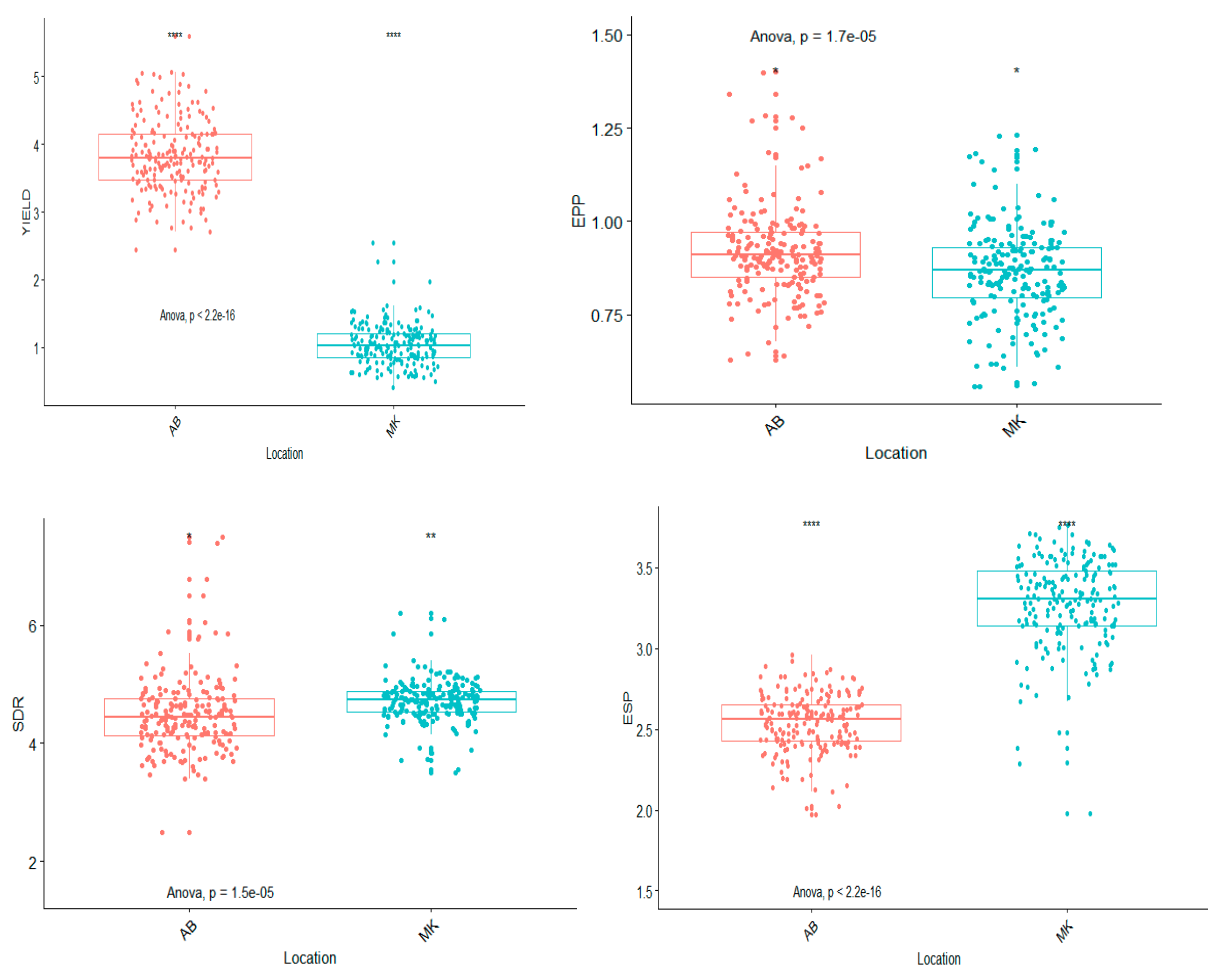 **** ****
5
4
3
2
1
YIELD
Anova, p < 2.2e-16
AB MK
Location
1.50
1.25
1.00
0.75
EPP
Anova, p = 1.7e-05
* *
AB MK
Location
* **
6
4
2
SDR
Anova, p = 1.5e-05
AB MK
Location
**** ****
3.5
3.0
2.5
2.0
1.5
ESP
Anova, p < 2.2e-16
AB MK
Location